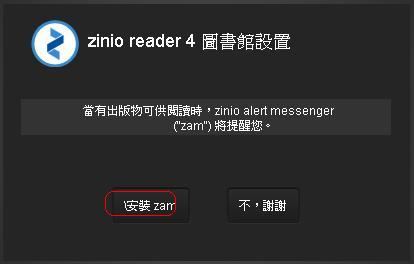 zinio reader 4 圖書館設置
當有出版物可供閱讀時，zinio alert messenger
("zam") 將提醒您。
\安裝 zam
不，謝謝